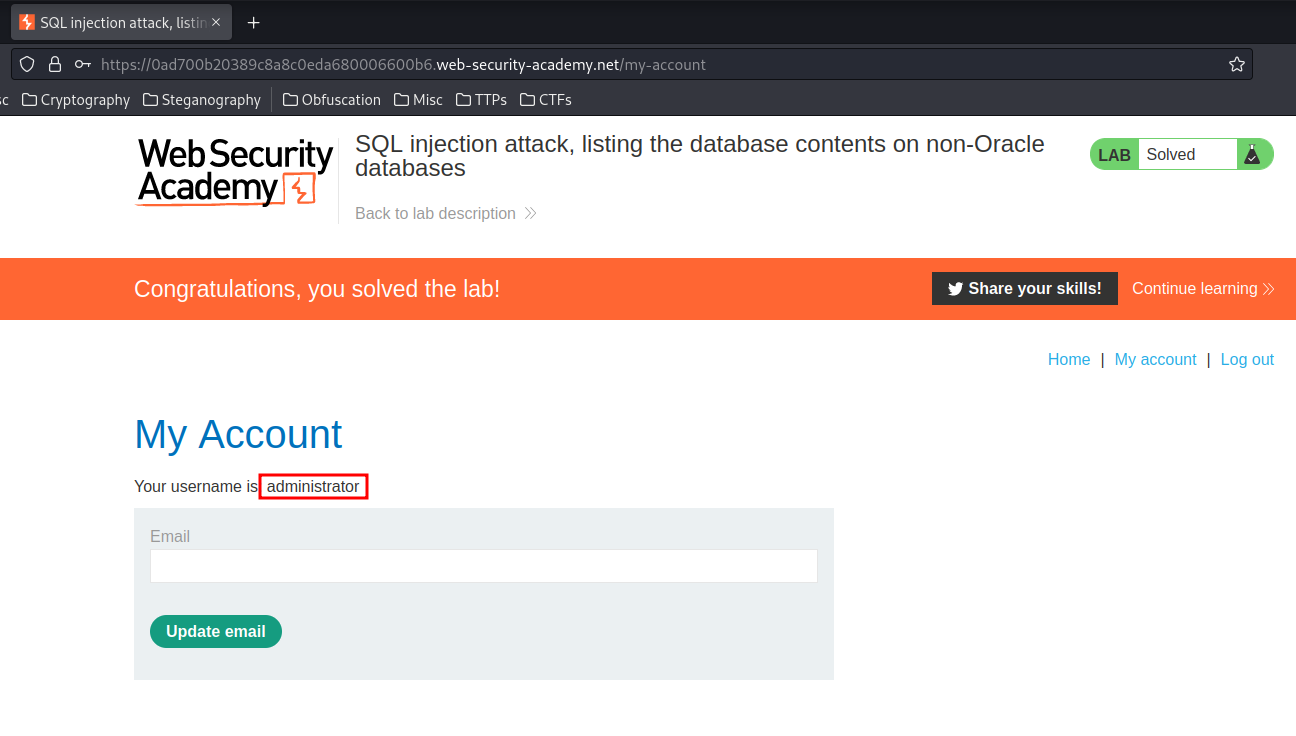 SQL injection attack, listin
https://0ad700b20389c8a8c0eda680006600b6.web-security-academy.net/my-account
Cryptography Steganography Obfuscation Misc TTPs CTFs
Web Security
Academy
SQL injection attack, listing the database contents on non-Oracle
databases
LAB Solved
Back to lab description
Congratulations, you solved the lab!
Share your skills! Continue learning
Home | My account | Log out
My Account
Your username is administrator
Email
Update email